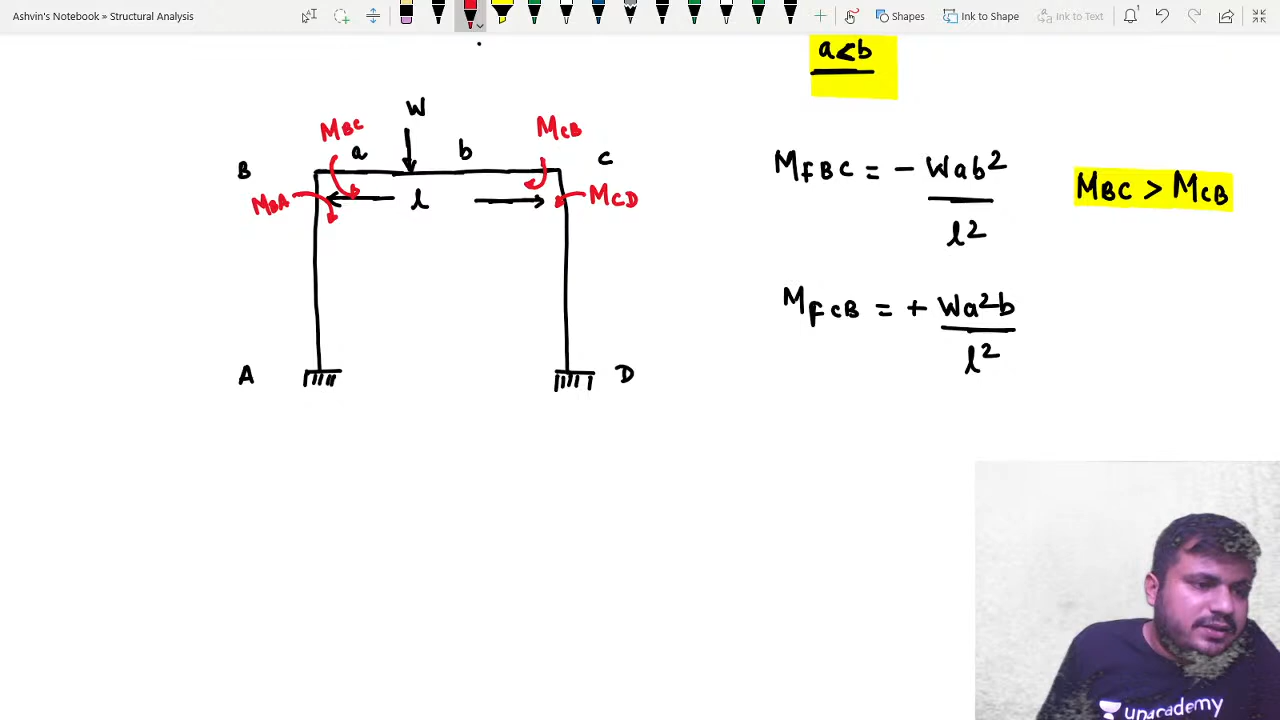 Ashvin's Notebook » Structural Analysis
Shapes
Ink to Shape
Ink to Text
a<b
W
MBC
a
b
MCB
B
C
MBA
l
MCD
A
D
MFBC = - Wab²
l²
MBC > MCB
MFCB = + Wa²b
l²
unacademy